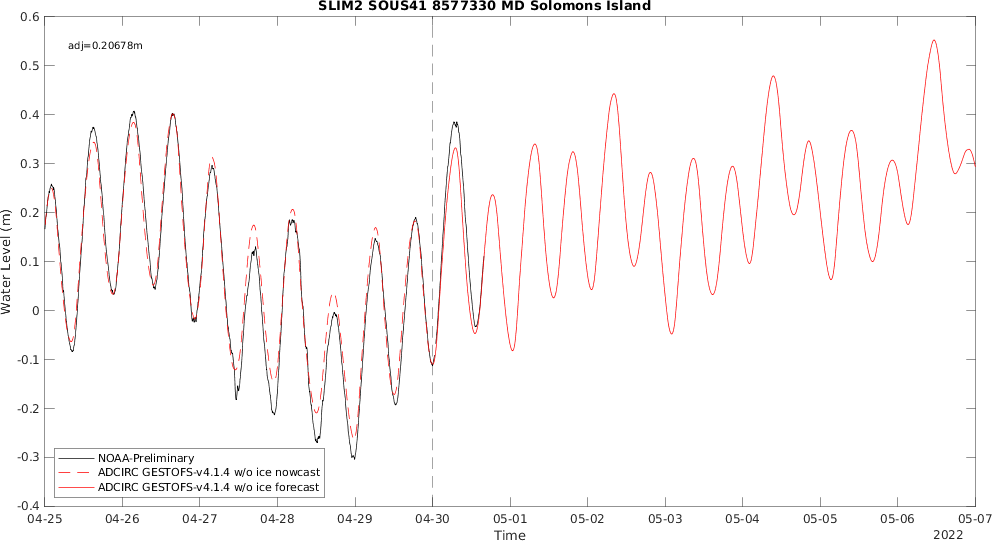 SLIM2 SOUS41 8577330 MD Solomons Island
adj=0.20678m
0.6
0.5
0.4
0.3
0.2
0.1
0
-0.1
-0.2
-0.3
-0.4
Water Level (m)
NOAA-Preliminary
ADCIRC GESTOFS-v4.1.4 w/o ice nowcast
ADCIRC GESTOFS-v4.1.4 w/o ice forecast
04-25 04-26 04-27 04-28 04-29 04-30 05-01 05-02 05-03 05-04 05-05 05-06 05-07
Time
2022